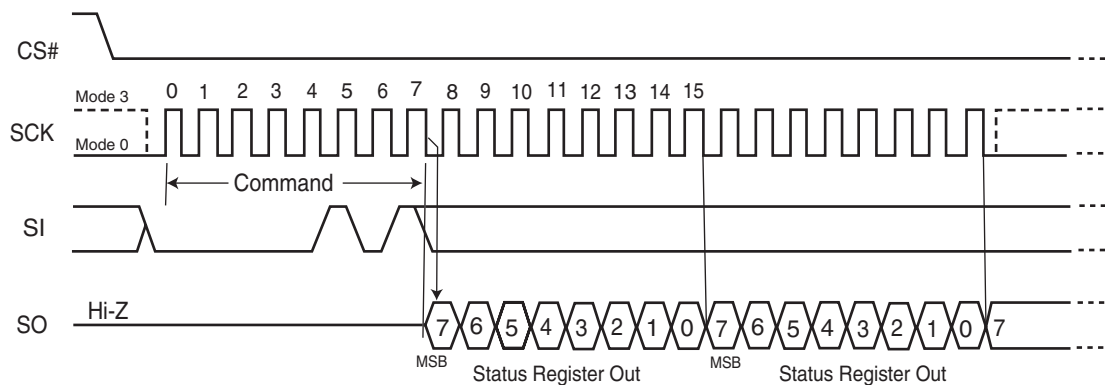 CS#
Mode 3
0 1 2 3 4 5 6 7 8 9 10 11 12 13 14 15
SCK
Mode 0
Command
SI
Hi-Z
SO
7 6 5 4 3 2 1 0 7 6 5 4 3 2 1 0 7
MSB MSB
Status Register Out Status Register Out